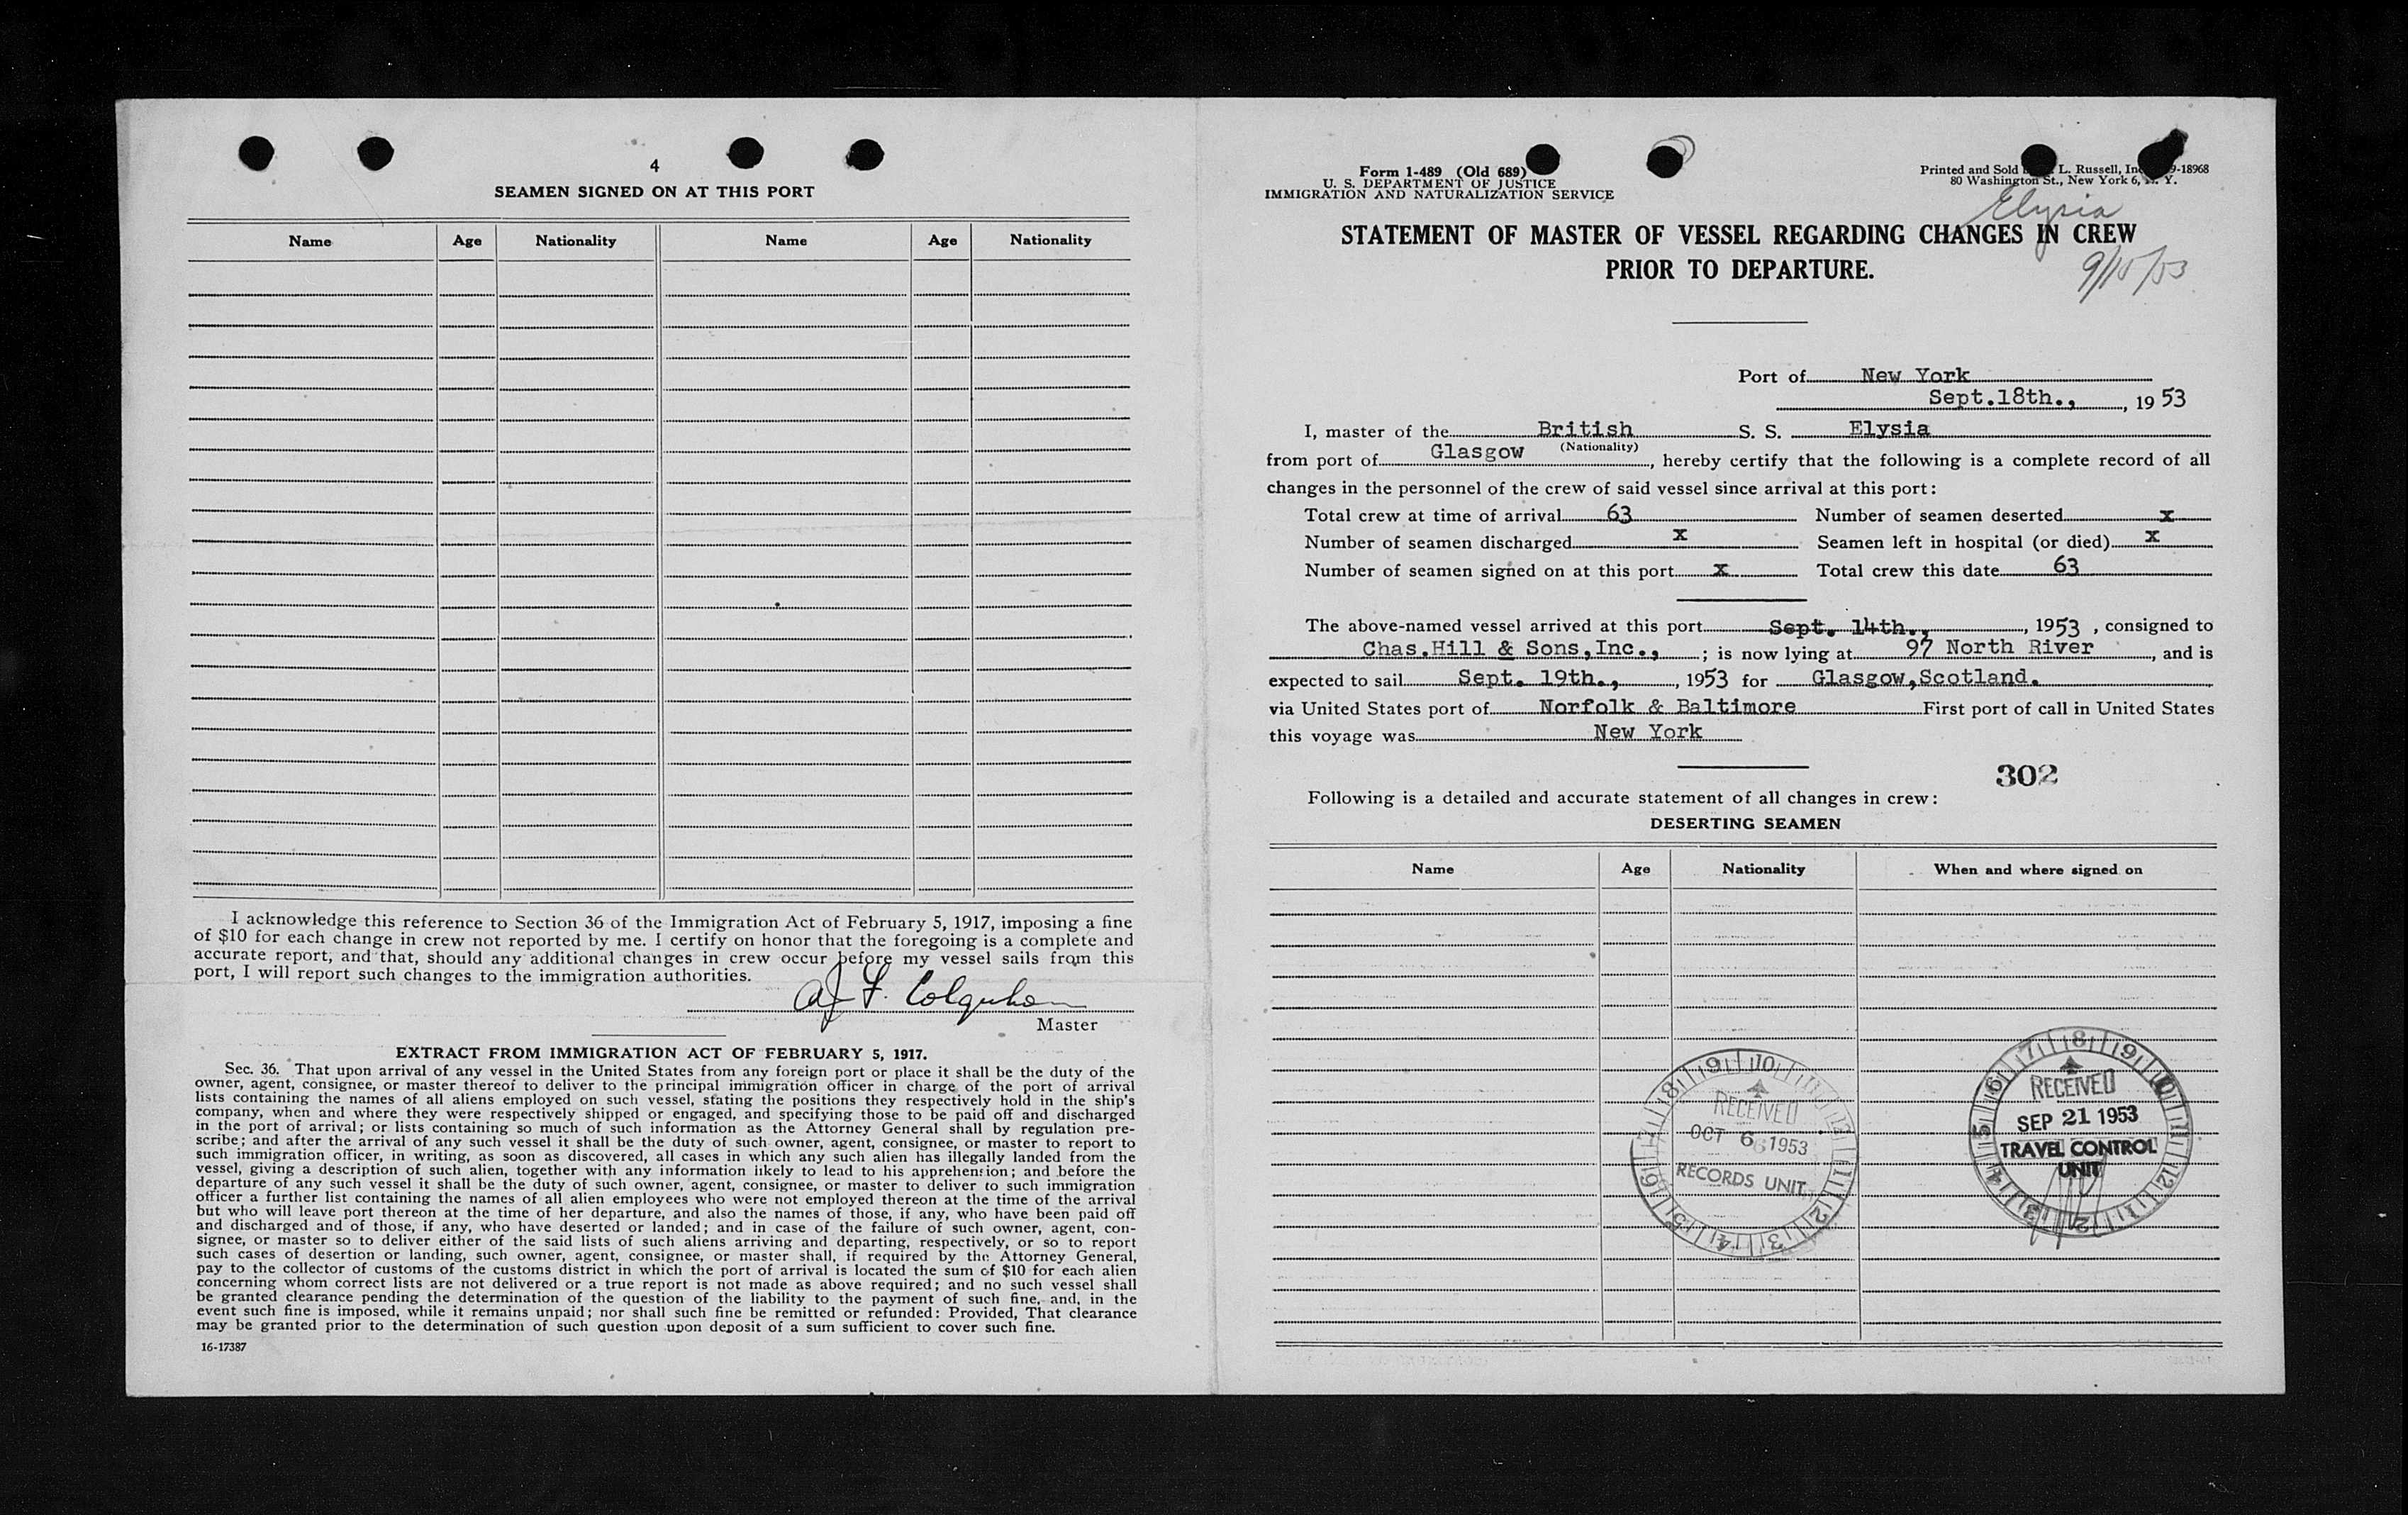 4
SEAMEN SIGNED ON AT THIS PORT
Name Age Nationality Name Age Nationality
I acknowledge this reference to Section 36 of the Immigration Act of February 5, 1917, imposing a fine
of $10 for each change in crew not reported by me. I certify on honor that the foregoing is a complete and
accurate report, and that, should any additional changes in crew occur before my vessel sails from this
port, I will report such changes to the immigration authorities.
F. Colquhoun
Master
EXTRACT FROM IMMIGRATION ACT OF FEBRUARY 5, 1917.
Sec. 36. That upon arrival of any vessel in the United States from any foreign port or place it shall be the duty of the
owner, agent, consignee, or master thereof to deliver to the principal immigration officer in charge of the port of arrival
lists containing the names of all aliens employed on such vessel, stating the positions they respectively hold in the ship's
company, when and where they were respectively shipped or engaged, and specifying those to be paid off and discharged
in the port of arrival; or lists containing so much of such information as the Attorney General shall by regulation pre-
scribe; and after the arrival of any such vessel it shall be the duty of such owner, agent, consignee, or master to report to
such immigration officer, in writing, as soon as discovered, all cases in which any such alien has illegally landed from the
vessel, giving a description of such alien, together with any information likely to lead to his apprehension; and before the
departure of any such vessel it shall be the duty of such owner, agent, consignee, or master to deliver to such immigration
officer a further list containing the names of all alien employees who were not employed thereon at the time of the arrival
but who will leave port thereon at the time of her departure, and also the names of those, if any, who have been paid off
and discharged and of those, if any, who have deserted or landed; and in case of the failure of such owner, agent, con-
signee, or master so to deliver either of the said lists of such aliens arriving and departing, respectively, or so to report
such cases of desertion or landing, such owner, agent, consignee, or master shall, if required by the Attorney General,
pay to the collector of customs of the customs district in which the port of arrival is located the sum of $10 for each alien
concerning whom correct lists are not delivered or a true report is not made as above required; and no such vessel shall
be granted clearance pending the determination of the question of the liability to the payment of such fine, and, in the
event such fine is imposed, while it remains unpaid; nor shall such fine be remitted or refunded: Provided, That clearance
may be granted prior to the determination of such question upon deposit of a sum sufficient to cover such fine.
16-17387
Form 1-489 (Old 689)
U. S. DEPARTMENT OF JUSTICE
IMMIGRATION AND NATURALIZATION SERVICE
Printed and Sold L. Russell, 9-18968
80 Washington St., New York 6, N. Y.
Elysia
STATEMENT OF MASTER OF VESSEL REGARDING CHANGES IN CREW
PRIOR TO DEPARTURE.
9/15/53
Port of New York
Sept.18th., , 1953
I, master of the British S. S. Elysia
(Nationality)
from port of Glasgow , hereby certify that the following is a complete record of all
changes in the personnel of the crew of said vessel since arrival at this port:
Total crew at time of arrival 63 Number of seamen deserted x
Number of seamen discharged x Seamen left in hospital (or died) x
Number of seamen signed on at this port x Total crew this date 63
The above-named vessel arrived at this port Sept. 14th., , 1953 , consigned to
Chas.Hill & Sons,Inc., ; is now lying at 97 North River , and is
expected to sail Sept. 19th., , 1953 for Glasgow,Scotland.
via United States port of Norfolk & Baltimore First port of call in United States
this voyage was New York
302
Following is a detailed and accurate statement of all changes in crew:
DESERTING SEAMEN
Name Age Nationality When and where signed on
RECEIVED
OCT 6 1953
RECORDS UNIT
RECEIVED
SEP 21 1953
TRAVEL CONTROL
UNIT